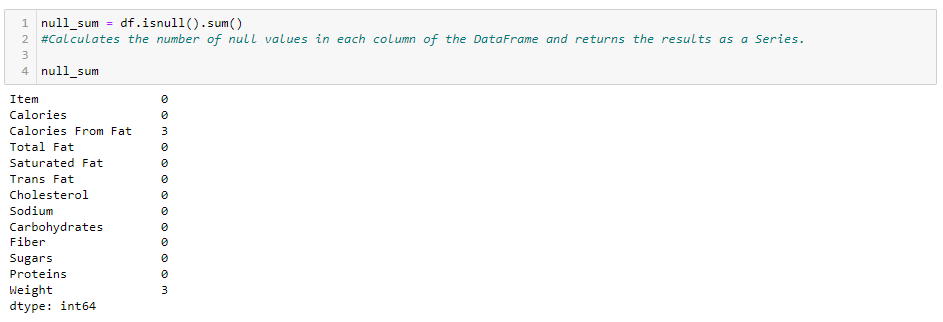 1 null_sum = df.isnull().sum()
2 #Calculates the number of null values in each column of the DataFrame and returns the results as a Series.
3
4 null_sum
Item 0
Calories 0
Calories From Fat 3
Total Fat 0
Saturated Fat 0
Trans Fat 0
Cholesterol 0
Sodium 0
Carbohydrates 0
Fiber 0
Sugars 0
Proteins 0
Weight 3
dtype: int64